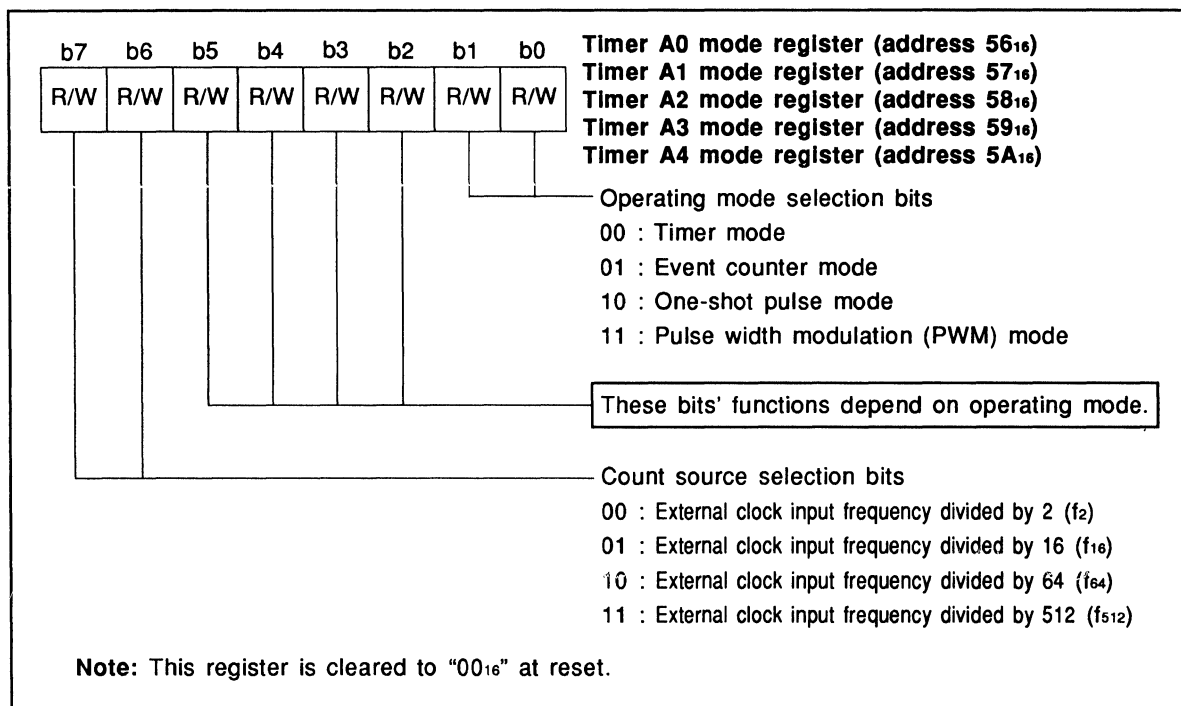 b7 b6 b5 b4 b3 b2 b1 b0
R/W R/W R/W R/W R/W R/W R/W R/W
Timer A0 mode register (address 56₁₆)
Timer A1 mode register (address 57₁₆)
Timer A2 mode register (address 58₁₆)
Timer A3 mode register (address 59₁₆)
Timer A4 mode register (address 5A₁₆)
Operating mode selection bits
00 : Timer mode
01 : Event counter mode
10 : One-shot pulse mode
11 : Pulse width modulation (PWM) mode
These bits' functions depend on operating mode.
Count source selection bits
00 : External clock input frequency divided by 2 (f₂)
01 : External clock input frequency divided by 16 (f₁₆)
10 : External clock input frequency divided by 64 (f₆₄)
11 : External clock input frequency divided by 512 (f₅₁₂)
Note: This register is cleared to “00₁₆” at reset.